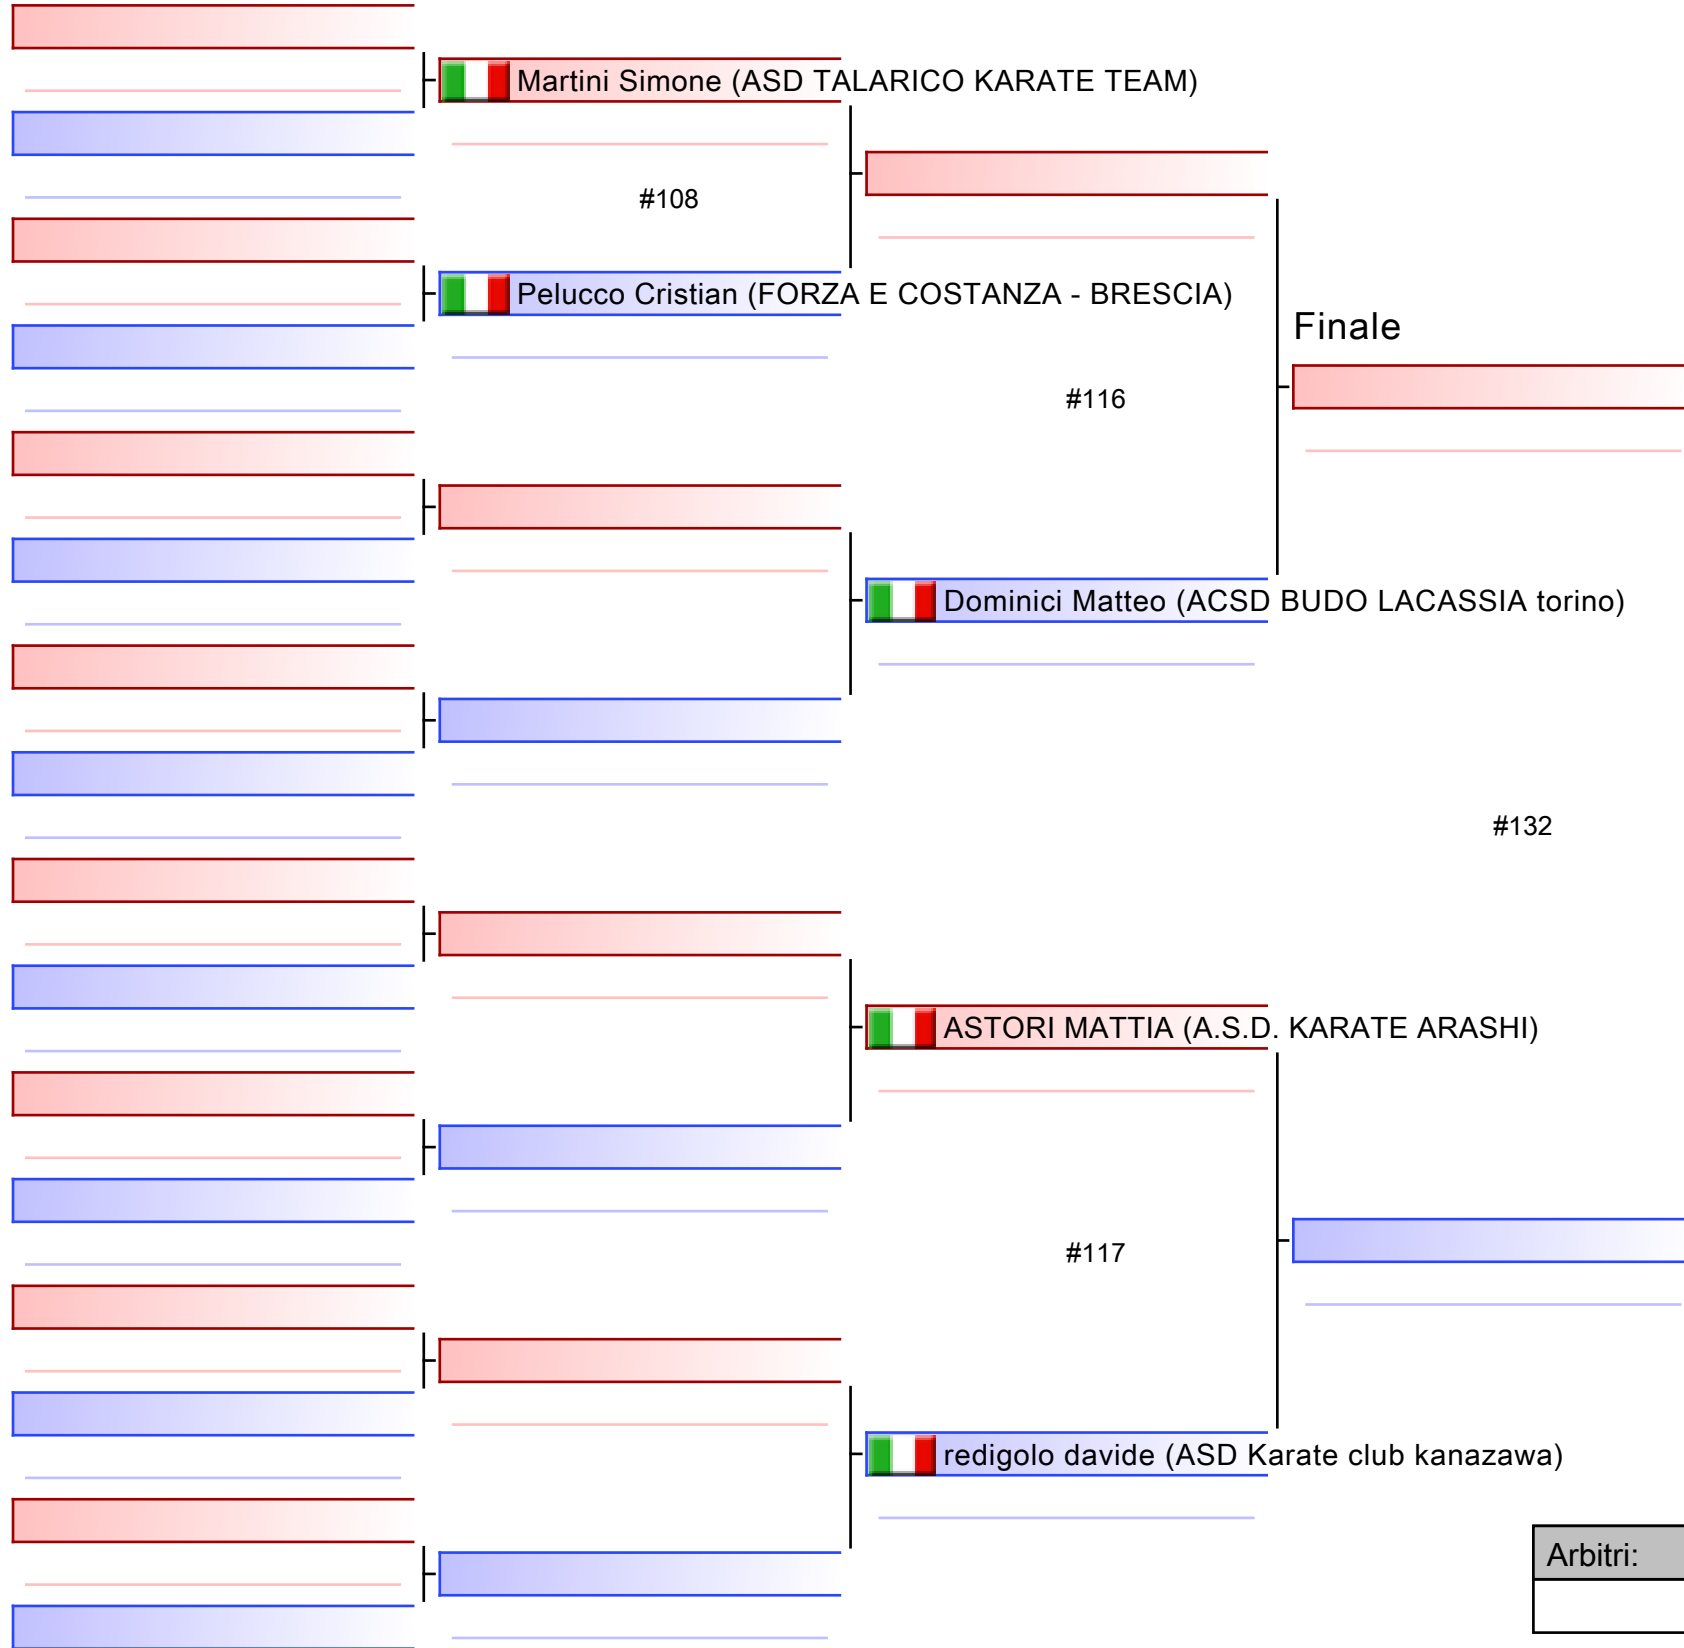 Martini Simone (ASD TALARICO KARATE TEAM)
#108
Pelucco Cristian (FORZA E COSTANZA - BRESCIA)
Finale
#116
Dominici Matteo (ACSD BUDO LACASSIA torino)
#132
ASTORI MATTIA (A.S.D. KARATE ARASHI)
#117
redigolo davide (ASD Karate club kanazawa)
Arbitri: